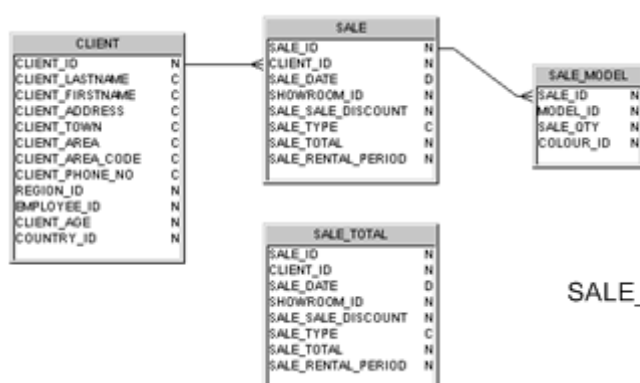 CLIENT
CLIENT_ID N
CLIENT_LASTNAME C
CLIENT_FIRSTNAME C
CLIENT_ADDRESS C
CLIENT_TOWN C
CLIENT_AREA C
CLIENT_AREA_CODE C
CLIENT_PHONE_NO C
REGION_ID N
EMPLOYEE_ID N
CLIENT_AGE N
COUNTRY_ID N
SALE
SALE_ID N
CLIENT_ID N
SALE_DATE D
SHOWROOM_ID N
SALE_SALE_DISCOUNT N
SALE_TYPE C
SALE_TOTAL N
SALE_RENTAL_PERIOD N
SALE_MODEL
SALE_ID N
MODEL_ID N
SALE_QTY N
COLOUR_ID N
SALE_TOTAL
SALE_ID N
CLIENT_ID N
SALE_DATE D
SHOWROOM_ID N
SALE_SALE_DISCOUNT N
SALE_TYPE C
SALE_TOTAL N
SALE_RENTAL_PERIOD N
SALE_